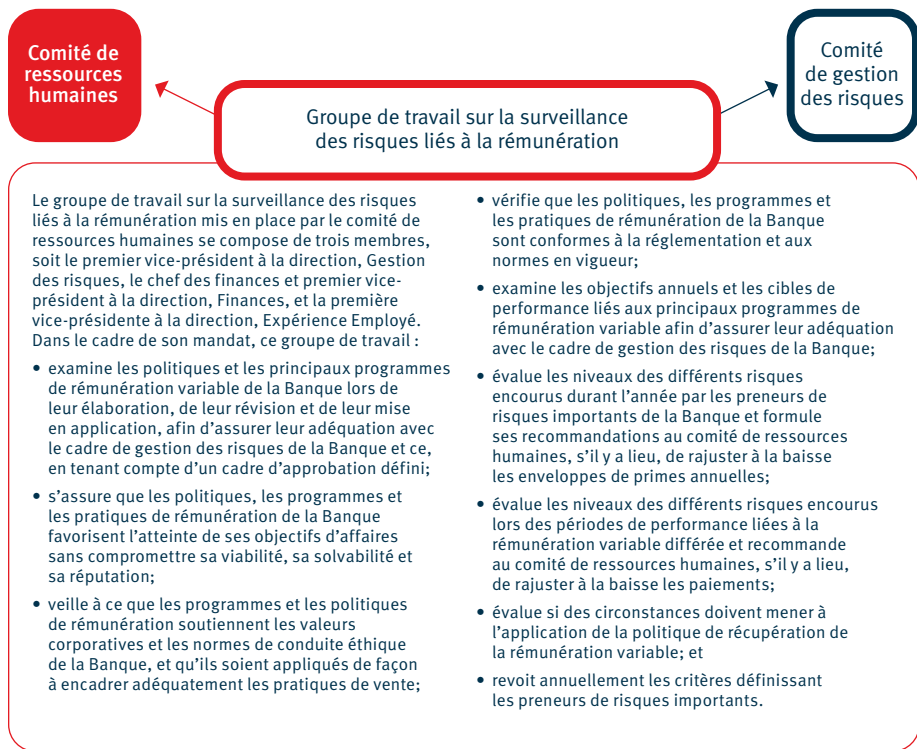 Comité de
ressources
humaines
Comité
de gestion
des risques
Groupe de travail sur la surveillance
des risques liés à la rémunération
Le groupe de travail sur la surveillance des risques
liés à la rémunération mis en place par le comité de
ressources humaines se compose de trois membres,
soit le premier vice-président à la direction, Gestion
des risques, le chef des finances et premier vice-
président à la direction, Finances, et la première
vice-présidente à la direction, Expérience Employé.
Dans le cadre de son mandat, ce groupe de travail :
• examine les politiques et les principaux programmes
de rémunération variable de la Banque lors de
leur élaboration, de leur révision et de leur mise
en application, afin d’assurer leur adéquation avec
le cadre de gestion des risques de la Banque et ce,
en tenant compte d’un cadre d’approbation défini;
• s’assure que les politiques, les programmes et
les pratiques de rémunération de la Banque
favorisent l’atteinte de ses objectifs d’affaires
sans compromettre sa viabilité, sa solvabilité et
sa réputation;
• veille à ce que les programmes et les politiques
de rémunération soutiennent les valeurs
corporatives et les normes de conduite éthique
de la Banque, et qu’ils soient appliqués de façon
à encadrer adéquatement les pratiques de vente;
• vérifie que les politiques, les programmes et
les pratiques de rémunération de la Banque
sont conformes à la réglementation et aux
normes en vigueur;
• examine les objectifs annuels et les cibles de
performance liés aux principaux programmes de
rémunération variable afin d’assurer leur adéquation
avec le cadre de gestion des risques de la Banque;
• évalue les niveaux des différents risques
encourus durant l’année par les preneurs de
risques importants de la Banque et formule
ses recommandations au comité de ressources
humaines, s’il y a lieu, de rajuster à la baisse
les enveloppes de primes annuelles;
• évalue les niveaux des différents risques encourus
lors des périodes de performance liées à la
rémunération variable différée et recommande
au comité de ressources humaines, s’il y a lieu,
de rajuster à la baisse les paiements;
• évalue si des circonstances doivent mener à
l’application de la politique de récupération de
la rémunération variable; et
• revoit annuellement les critères définissant
les preneurs de risques importants.